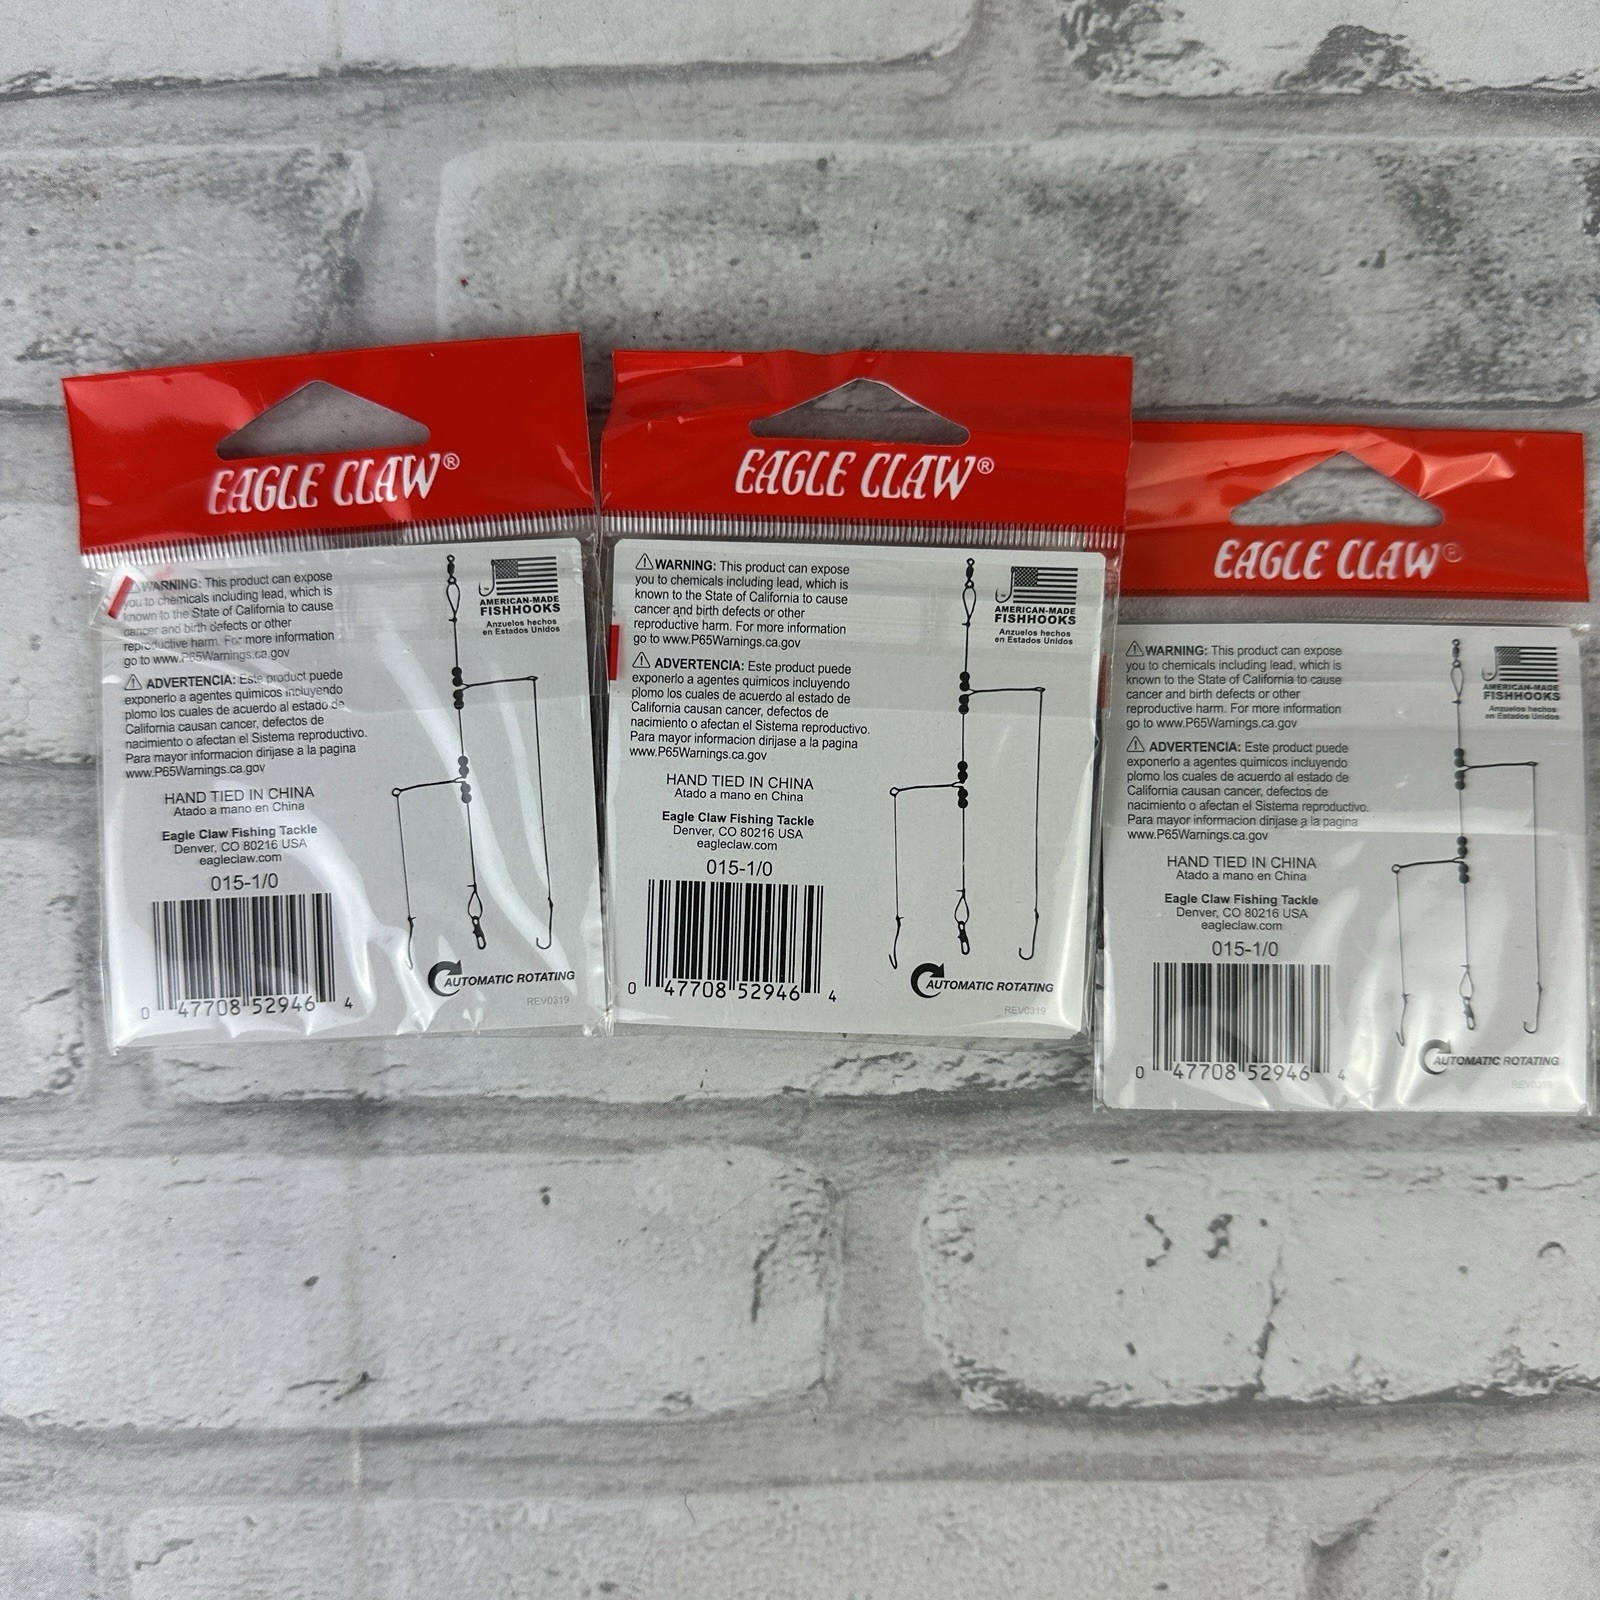 EAGLE CLAW®
⚠WARNING: This product can expose
you to chemicals including lead, which is
known to the State of California to cause
cancer and birth defects or other
reproductive harm. For more information
go to www.P65Warnings.ca.gov
⚠ ADVERTENCIA: Este product puede
exponerlo a agentes quimicos incluyendo
plomo los cuales de acuerdo al estado de
California causan cancer, defectos de
nacimiento o afectan el Sistema reproductivo.
Para mayor informacion dirijase a la pagina
www.P65Warnings.ca.gov
HAND TIED IN CHINA
Atado a mano en China
Eagle Claw Fishing Tackle
Denver, CO 80216 USA
eagleclaw.com
015-1/0
0 47708 52946 4
AMERICAN-MADE
FISHHOOKS
Anzuelos hechos
en Estados Unidos
AUTOMATIC ROTATING
REV0319
EAGLE CLAW®
⚠WARNING: This product can expose
you to chemicals including lead, which is
known to the State of California to cause
cancer and birth defects or other
reproductive harm. For more information
go to www.P65Warnings.ca.gov
⚠ ADVERTENCIA: Este product puede
exponerlo a agentes quimicos incluyendo
plomo los cuales de acuerdo al estado de
California causan cancer, defectos de
nacimiento o afectan el Sistema reproductivo.
Para mayor informacion dirijase a la pagina
www.P65Warnings.ca.gov
HAND TIED IN CHINA
Atado a mano en China
Eagle Claw Fishing Tackle
Denver, CO 80216 USA
eagleclaw.com
015-1/0
0 47708 52946 4
AMERICAN-MADE
FISHHOOKS
Anzuelos hechos
en Estados Unidos
AUTOMATIC ROTATING
REV0319
EAGLE CLAW®
⚠WARNING: This product can expose
you to chemicals including lead, which is
known to the State of California to cause
cancer and birth defects or other
reproductive harm. For more information
go to www.P65Warnings.ca.gov
⚠ ADVERTENCIA: Este product puede
exponerlo a agentes quimicos incluyendo
plomo los cuales de acuerdo al estado de
California causan cancer, defectos de
nacimiento o afectan el Sistema reproductivo.
Para mayor informacion dirijase a la pagina
www.P65Warnings.ca.gov
HAND TIED IN CHINA
Atado a mano en China
Eagle Claw Fishing Tackle
Denver, CO 80216 USA
eagleclaw.com
015-1/0
0 47708 52946 4
AMERICAN-MADE
FISHHOOKS
Anzuelos hechos
en Estados Unidos
AUTOMATIC ROTATING
REV0319